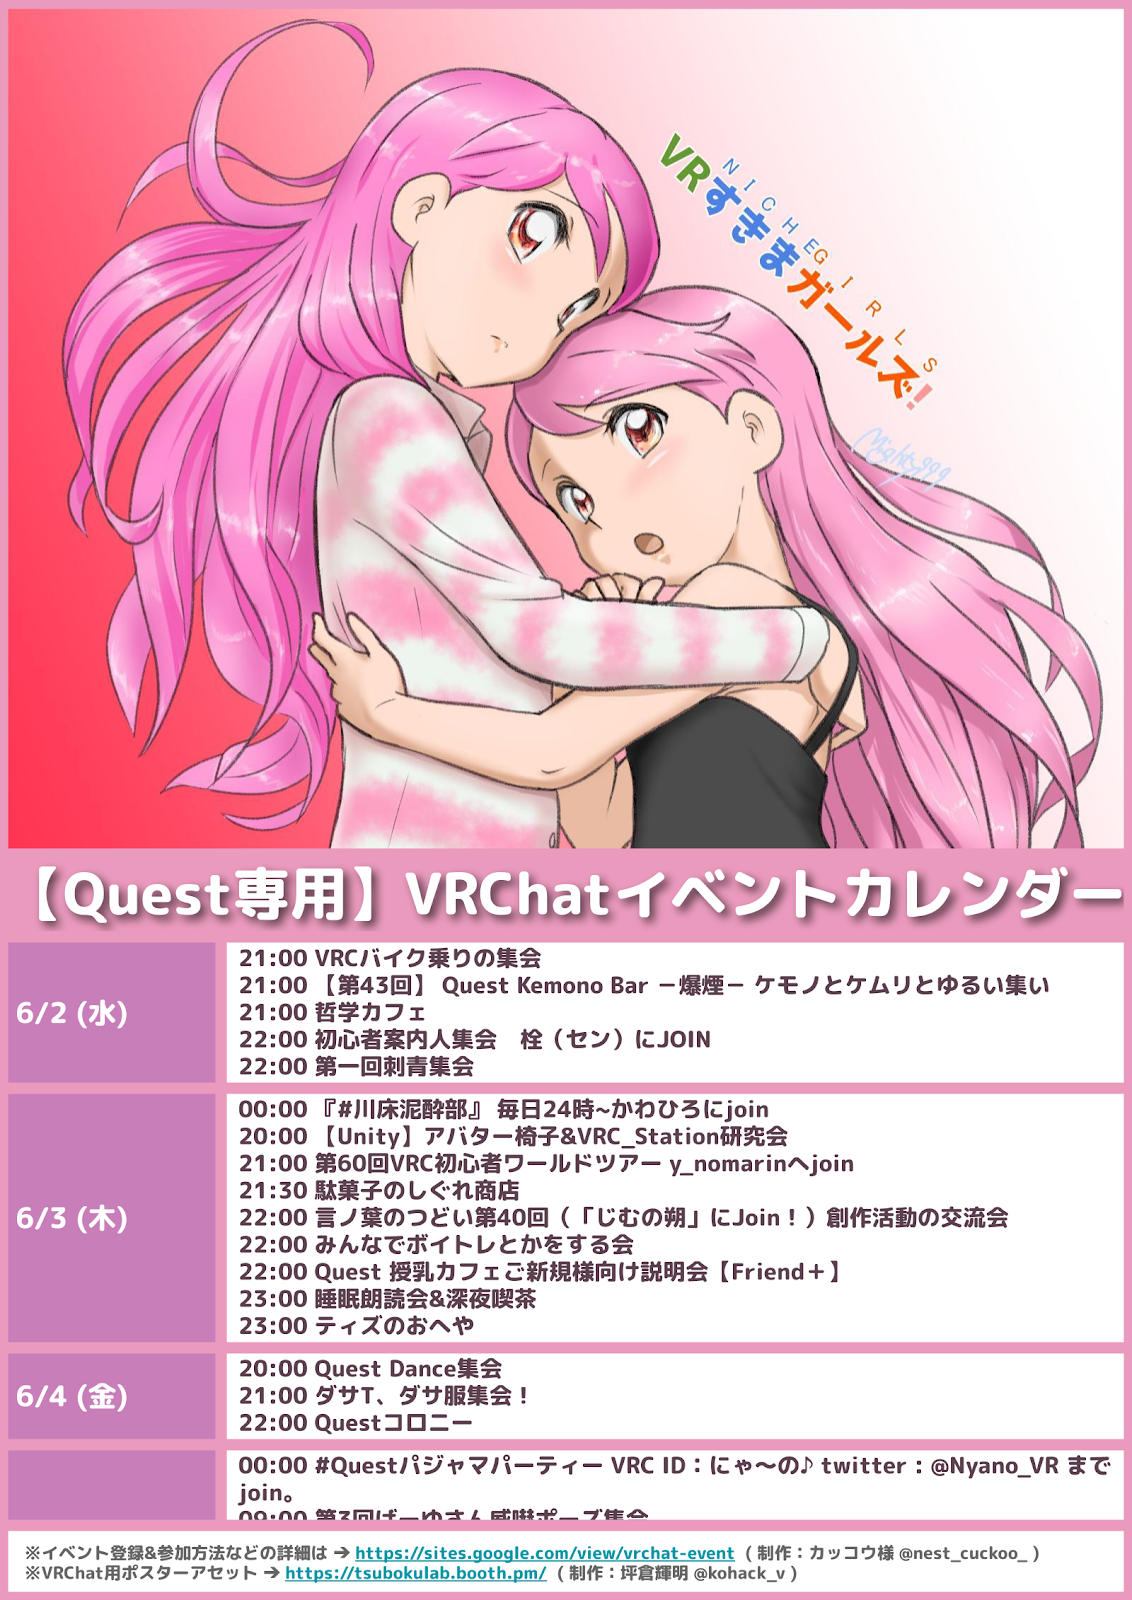 NICHE GIRLS
VRすきまガールズ!
Mighty999
【Quest専用】VRChatイベントカレンダー
6/2 (水)
21:00 VRCバイク乗りの集会
21:00 【第43回】 Quest Kemono Bar －爆煙－ ケモノとケムリとゆるい集い
21:00 哲学カフェ
22:00 初心者案内人集会　栓（セン）にJOIN
22:00 第一回刺青集会
6/3 (木)
00:00 『#川床泥酔部』 毎日24時~かわひろにjoin
20:00 【Unity】アバター椅子&VRC_Station研究会
21:00 第60回VRC初心者ワールドツアー y_nomarinへjoin
21:30 駄菓子のしぐれ商店
22:00 言ノ葉のつどい第40回（「じむの朔」にJoin！）創作活動の交流会
22:00 みんなでボイトレとかをする会
22:00 Quest 授乳カフェご新規様向け説明会【Friend＋】
23:00 睡眠朗読会&深夜喫茶
23:00 ティズのおへや
6/4 (金)
20:00 Quest Dance集会
21:00 ダサT、ダサ服集会！
22:00 Questコロニー
00:00 #Questパジャマパーティー VRC ID：にゃ〜の♪ twitter：@Nyano_VR まで
join。
09:00 第3回ばーゆさん威嚇ポーズ集会
※イベント登録&参加方法などの詳細は ➔ https://sites.google.com/view/vrchat-event （ 制作：カッコウ様 @nest_cuckoo_ ）
※VRChat用ポスターアセット ➔ https://tsubokulab.booth.pm/ （ 制作：坪倉輝明 @kohack_v ）